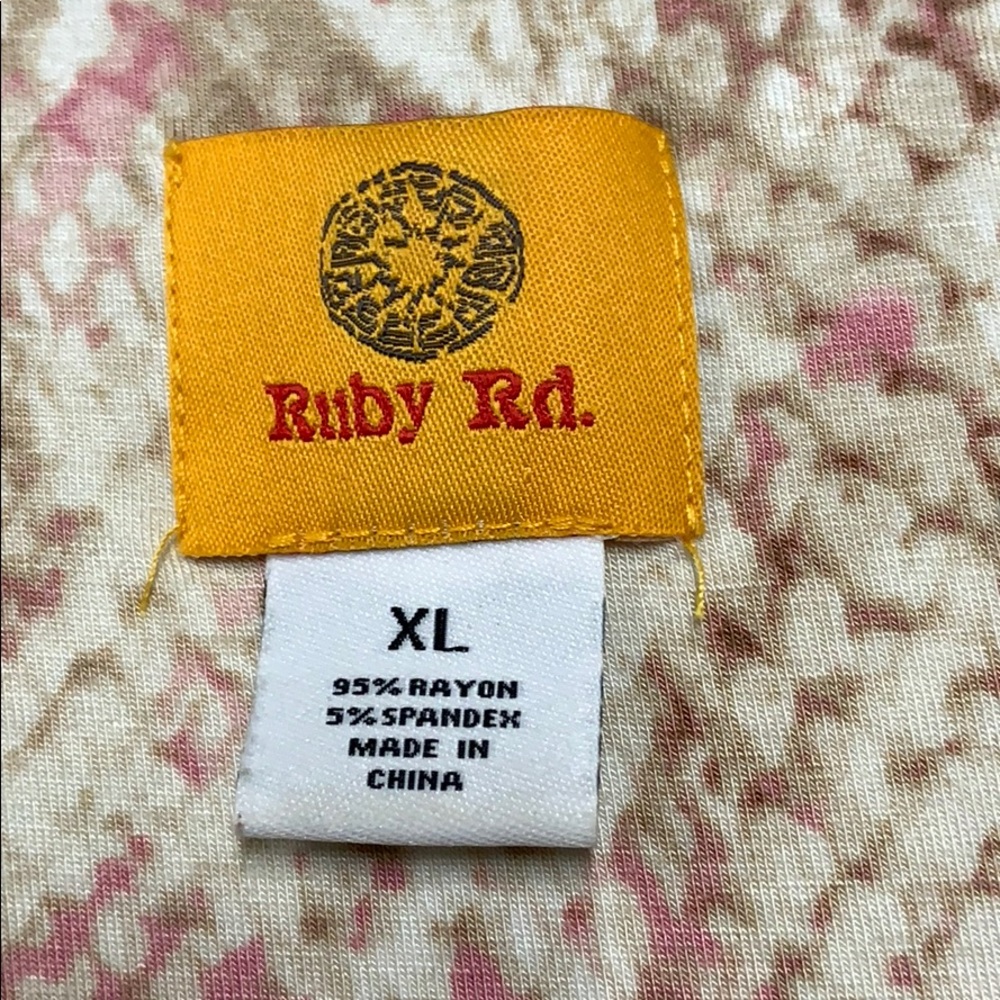 Ruby Rd.
XL
95% RAYON
5% SPANDEX
MADE IN
CHINA